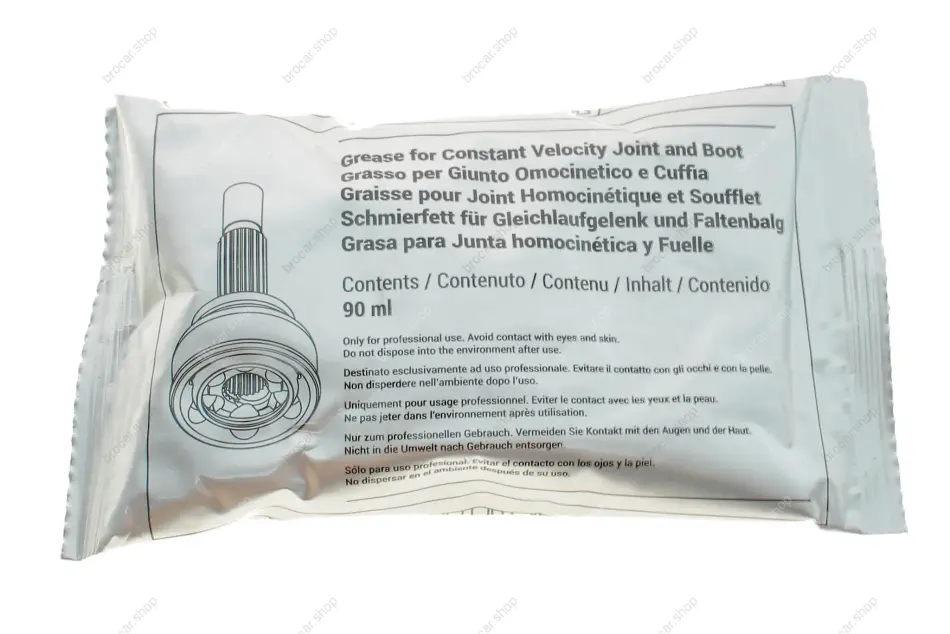 Grease for Constant Velocity Joint and Boot
Grasso per Giunto Omocinetico e Cuffia
Graisse pour Joint Homocinétique et Soufflet
Schmierfett für Gleichlaufgelenk und Faltenbalg
Grasa para Junta homocinética y Fuelle
Contents / Contenuto / Contenu / Inhalt / Contenido
90 ml
Only for professional use. Avoid contact with eyes and skin.
Do not dispose into the environment after use.
Destinato esclusivamente ad uso professionale. Evitare il contatto con gli occhi e con la pelle.
Non disperdere nell'ambiente dopo l'uso.
Uniquement pour usage professionnel. Eviter le contact avec les yeux et la peau.
Ne pas jeter dans l'environnement après utilisation.
Nur zum professionellen Gebrauch. Vermeiden Sie Kontakt mit den Augen und der Haut.
Nicht in die Umwelt nach Gebrauch entsorgen.
Sólo para uso profesional. Evitar el contacto con los ojos y la piel.
No dispersar en el ambiente después de su uso.
brocar.shop